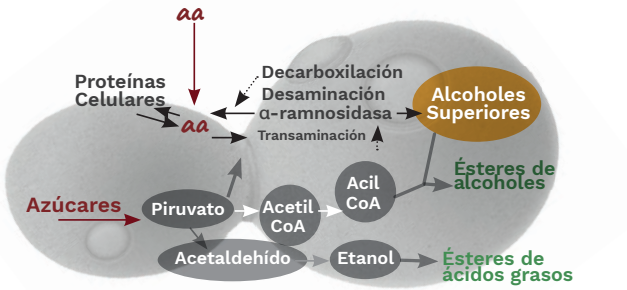 aa
Proteínas
Celulares
aa
Decarboxilación
Desaminación
α-ramnosidasa
Transaminación
Alcoholes
Superiores
Ésteres de
alcoholes
Azúcares
Piruvato
Acetil
CoA
Acil
CoA
Acetaldehído
Etanol
Ésteres de
ácidos grasos